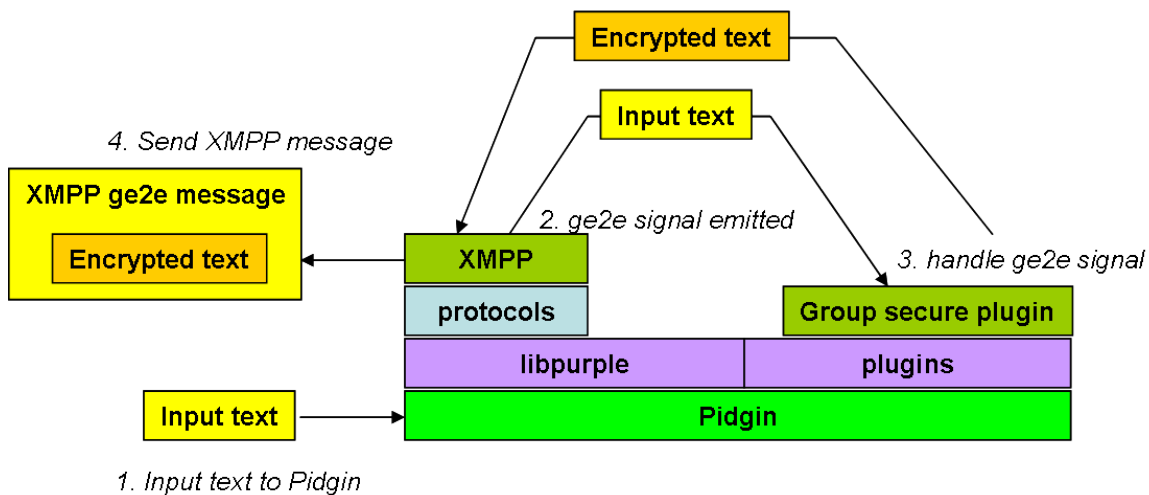 Encrypted text
Input text
4. Send XMPP message
XMPP ge2e message
Encrypted text
2. ge2e signal emitted
XMPP
3. handle ge2e signal
protocols
Group secure plugin
libpurple
plugins
Input text
Pidgin
1. Input text to Pidgin